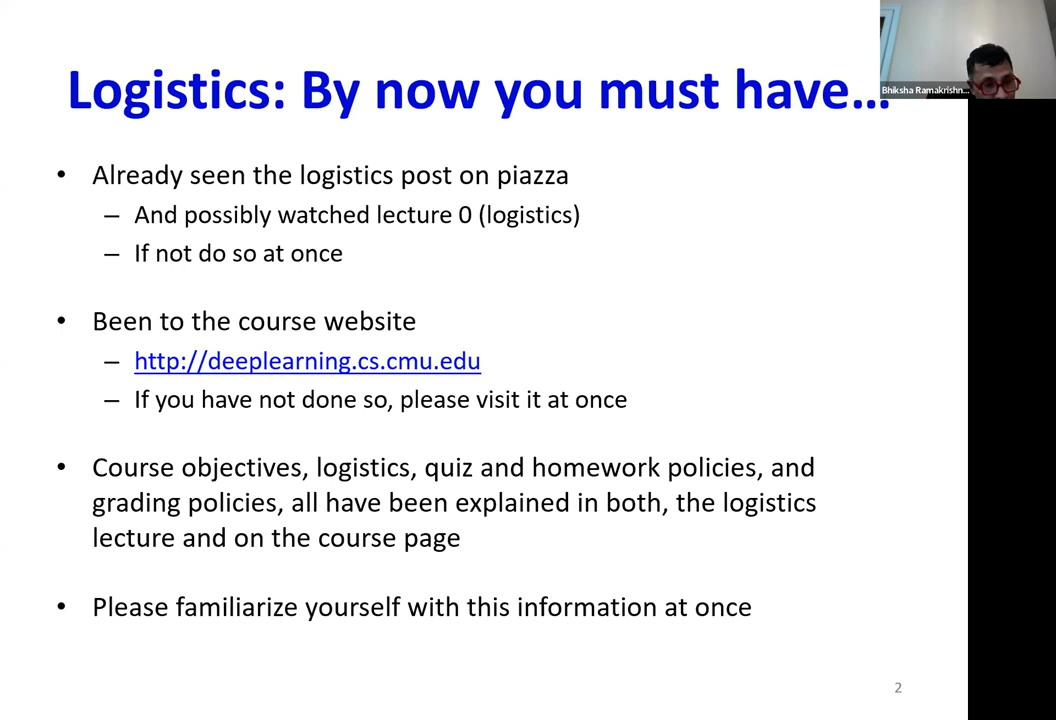 Logistics: By now you must have…
Bhiksha Ramakrishn...
• Already seen the logistics post on piazza
– And possibly watched lecture 0 (logistics)
– If not do so at once
• Been to the course website
– http://deeplearning.cs.cmu.edu
– If you have not done so, please visit it at once
• Course objectives, logistics, quiz and homework policies, and
grading policies, all have been explained in both, the logistics
lecture and on the course page
• Please familiarize yourself with this information at once
2